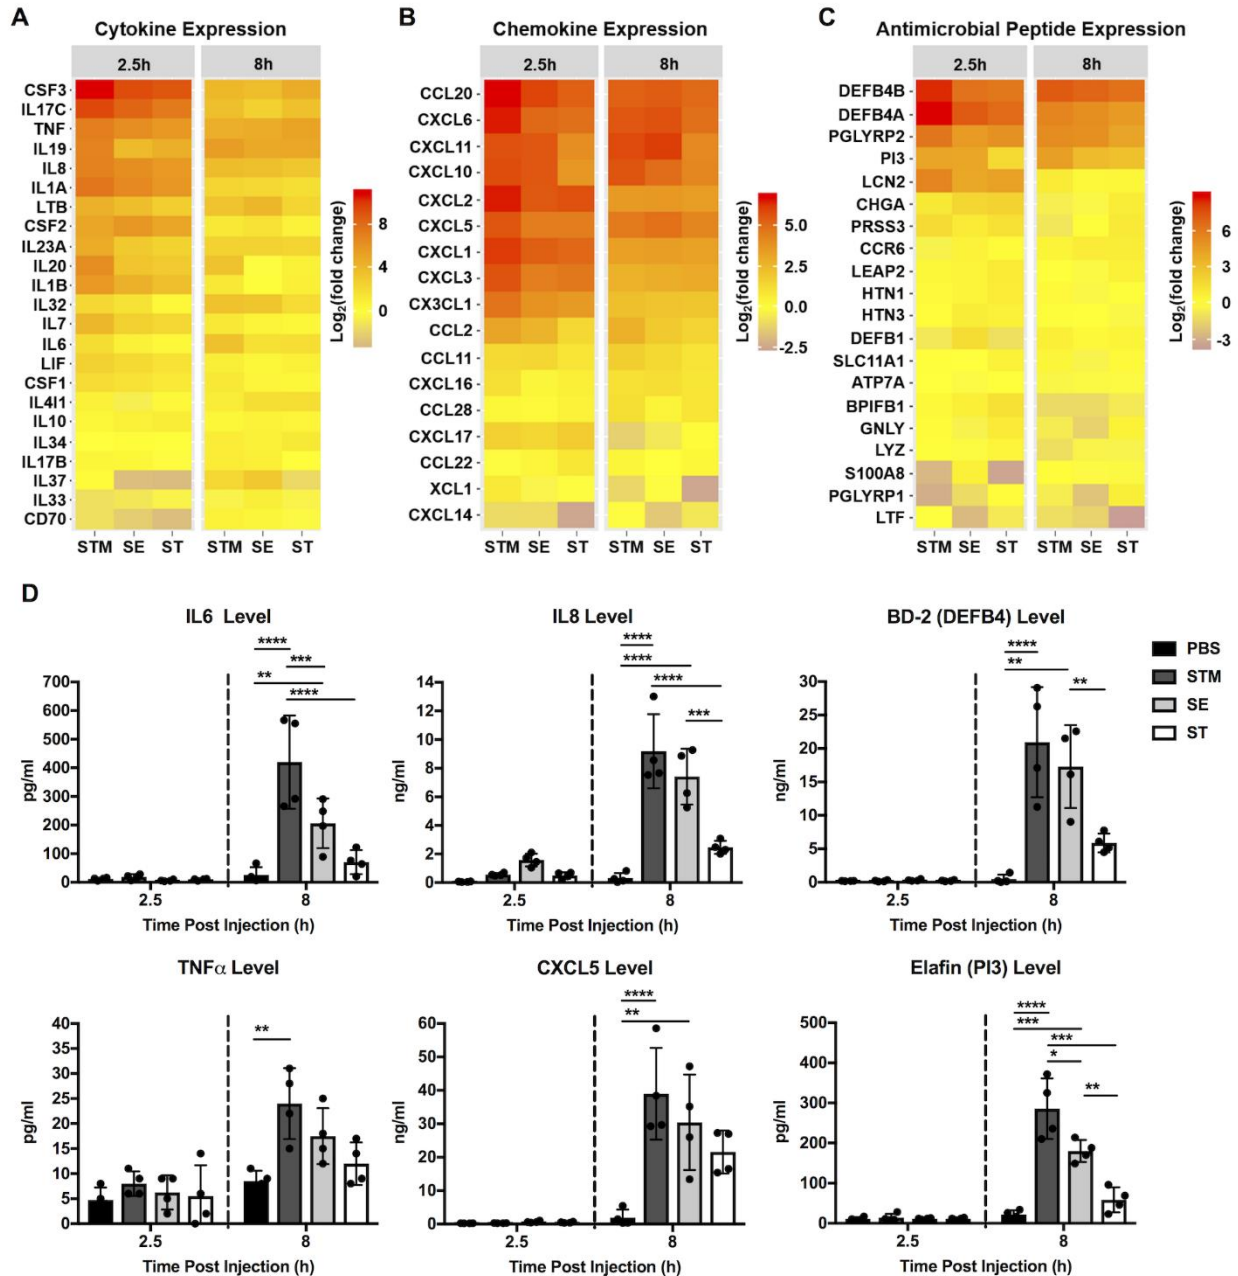 A
Cytokine Expression
2.5h 8h
CSF3
IL17C
TNF
IL19
IL8
IL1A
LTB
CSF2
IL23A
IL20
IL1B
IL32
IL7
IL6
LIF
CSF1
IL4I1
IL10
IL34
IL17B
IL37
IL33
CD70
STM SE ST STM SE ST
Log2(fold change)
8
4
0
B
Chemokine Expression
2.5h 8h
CCL20
CXCL6
CXCL11
CXCL10
CXCL2
CXCL5
CXCL1
CXCL3
CX3CL1
CCL2
CCL11
CXCL16
CCL28
CXCL17
CCL22
XCL1
CXCL14
STM SE ST STM SE ST
Log2(fold change)
5.0
2.5
0.0
-2.5
C
Antimicrobial Peptide Expression
2.5h 8h
DEFB4B
DEFB4A
PGLYRP2
PI3
LCN2
CHGA
PRSS3
CCR6
LEAP2
HTN1
HTN3
DEFB1
SLC11A1
ATP7A
BPIFB1
GNLY
LYZ
S100A8
PGLYRP1
LTF
STM SE ST STM SE ST
Log2(fold change)
6
3
0
-3
D
IL6 Level
pg/ml
700
600
500
400
300
200
100
0
****
***
**
****
2.5 8
Time Post Injection (h)
IL8 Level
ng/ml
14
12
10
8
6
4
2
0
****
****
****
***
2.5 8
Time Post Injection (h)
BD-2 (DEFB4) Level
ng/ml
30
25
20
15
10
5
0
****
**
**
2.5 8
Time Post Injection (h)
PBS
STM
SE
ST
TNFα Level
pg/ml
40
35
30
25
20
15
10
5
0
**
2.5 8
Time Post Injection (h)
CXCL5 Level
ng/ml
60
50
40
30
20
10
0
****
**
2.5 8
Time Post Injection (h)
Elafin (PI3) Level
pg/ml
500
400
300
200
100
0
****
***
***
*
**
2.5 8
Time Post Injection (h)